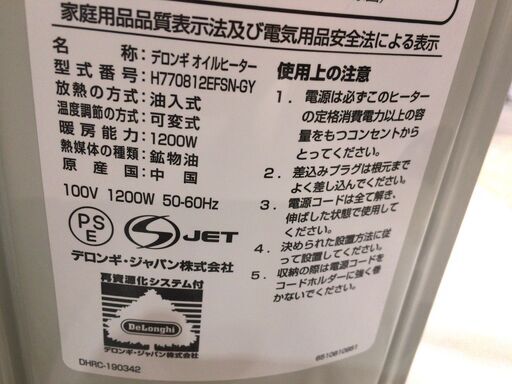 家庭用品品質表示法及び電気用品安全法による表示
品名：デロンギ オイルヒーター
型式番号：H770812EFSN-GY
放熱の方式：油入式
温度調節の方式：可変式
暖房能力：1200W
熱媒体の種類：鉱物油
原産国：中国
100V 1200W 50-60Hz
PS
E
S JET
デロンギ・ジャパン株式会社
再資源化システム付
DeLonghi
デロンギ・ジャパン株式会社
DHRC-190342
使用上の注意
1．電源は必ずこのヒーター
の定格消費電力以上の容
量をもつコンセントから
とってください。
2．差込みプラグは根元まで
よく差し込んでください。
3．電源コードは全て解き、
伸ばした状態で使用して
ください。
4．決められた設置方法に従
って設置してください。
5．収納の際は電源コードを
コードホルダーに強く巻
かないでください。
6510810651